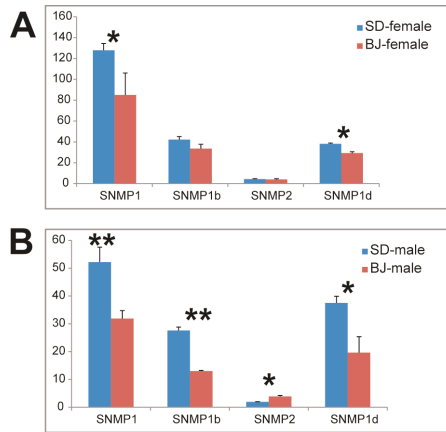 A
SD-female
BJ-female
160
140
120
100
80
60
40
20
0
*
*
SNMP1 SNMP1b SNMP2 SNMP1d
B
SD-male
BJ-male
60
50
40
30
20
10
0
**
**
*
*
SNMP1 SNMP1b SNMP2 SNMP1d